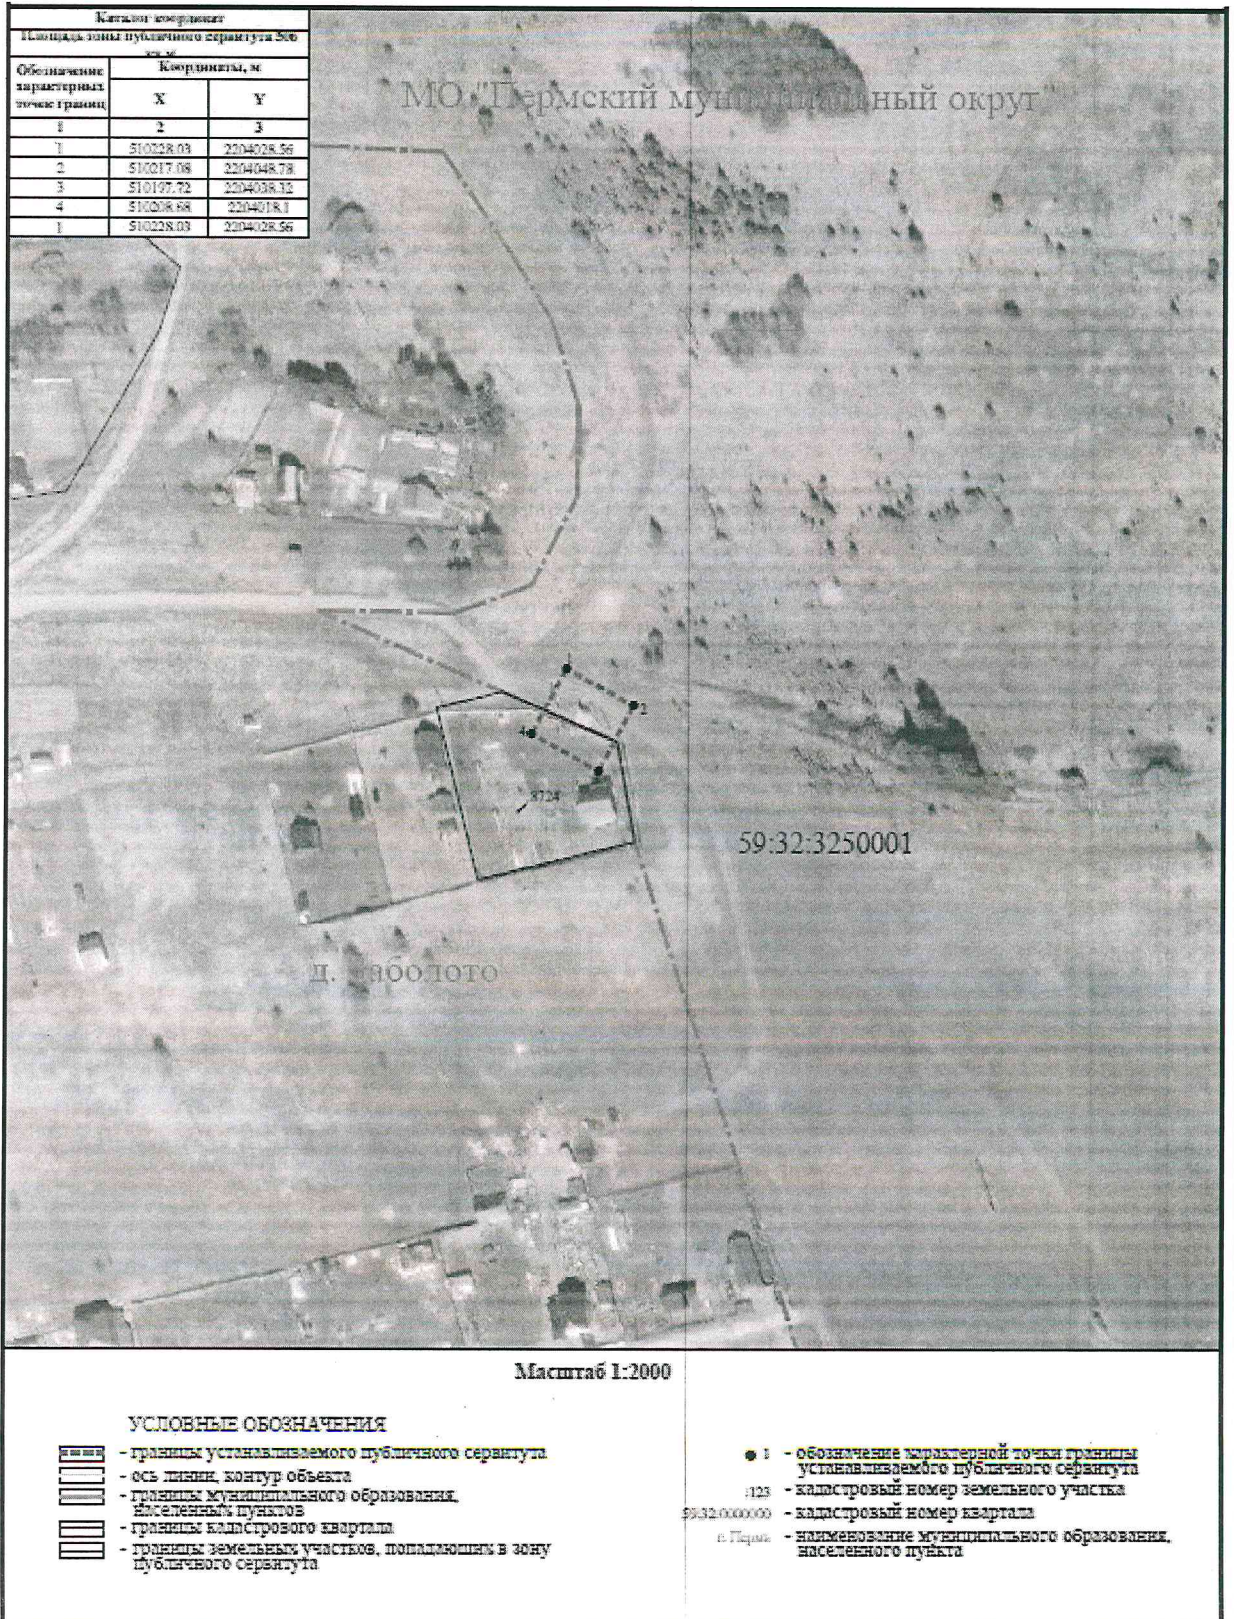 Каталог координат
Площадь зоны публичного сервитута 506
кв.м
Обозначение характерных точек границ
Координаты, м
X Y
1 2 3
1 510228.03 2204028.56
2 510217.08 2204048.78
3 510197.72 2204038.32
4 510208.68 2204018.1
1 510228.03 2204028.56
МО "Пермский муниципальный округ"
1
2
4
:8724
59:32:3250001
д. Заболото
Масштаб 1:2000
УСЛОВНЫЕ ОБОЗНАЧЕНИЯ
- границы устанавливаемого публичного сервитута
- ось линии, контур объекта
- границы муниципального образования,
населенных пунктов
- границы кадастрового квартала
- границы земельных участков, попадающих в зону
публичного сервитута
1 - обозначение характерной точки границы
устанавливаемого публичного сервитута
:123 - кадастровый номер земельного участка
59:32:0000000 - кадастровый номер квартала
г. Пермь - наименование муниципального образования,
населенного пункта